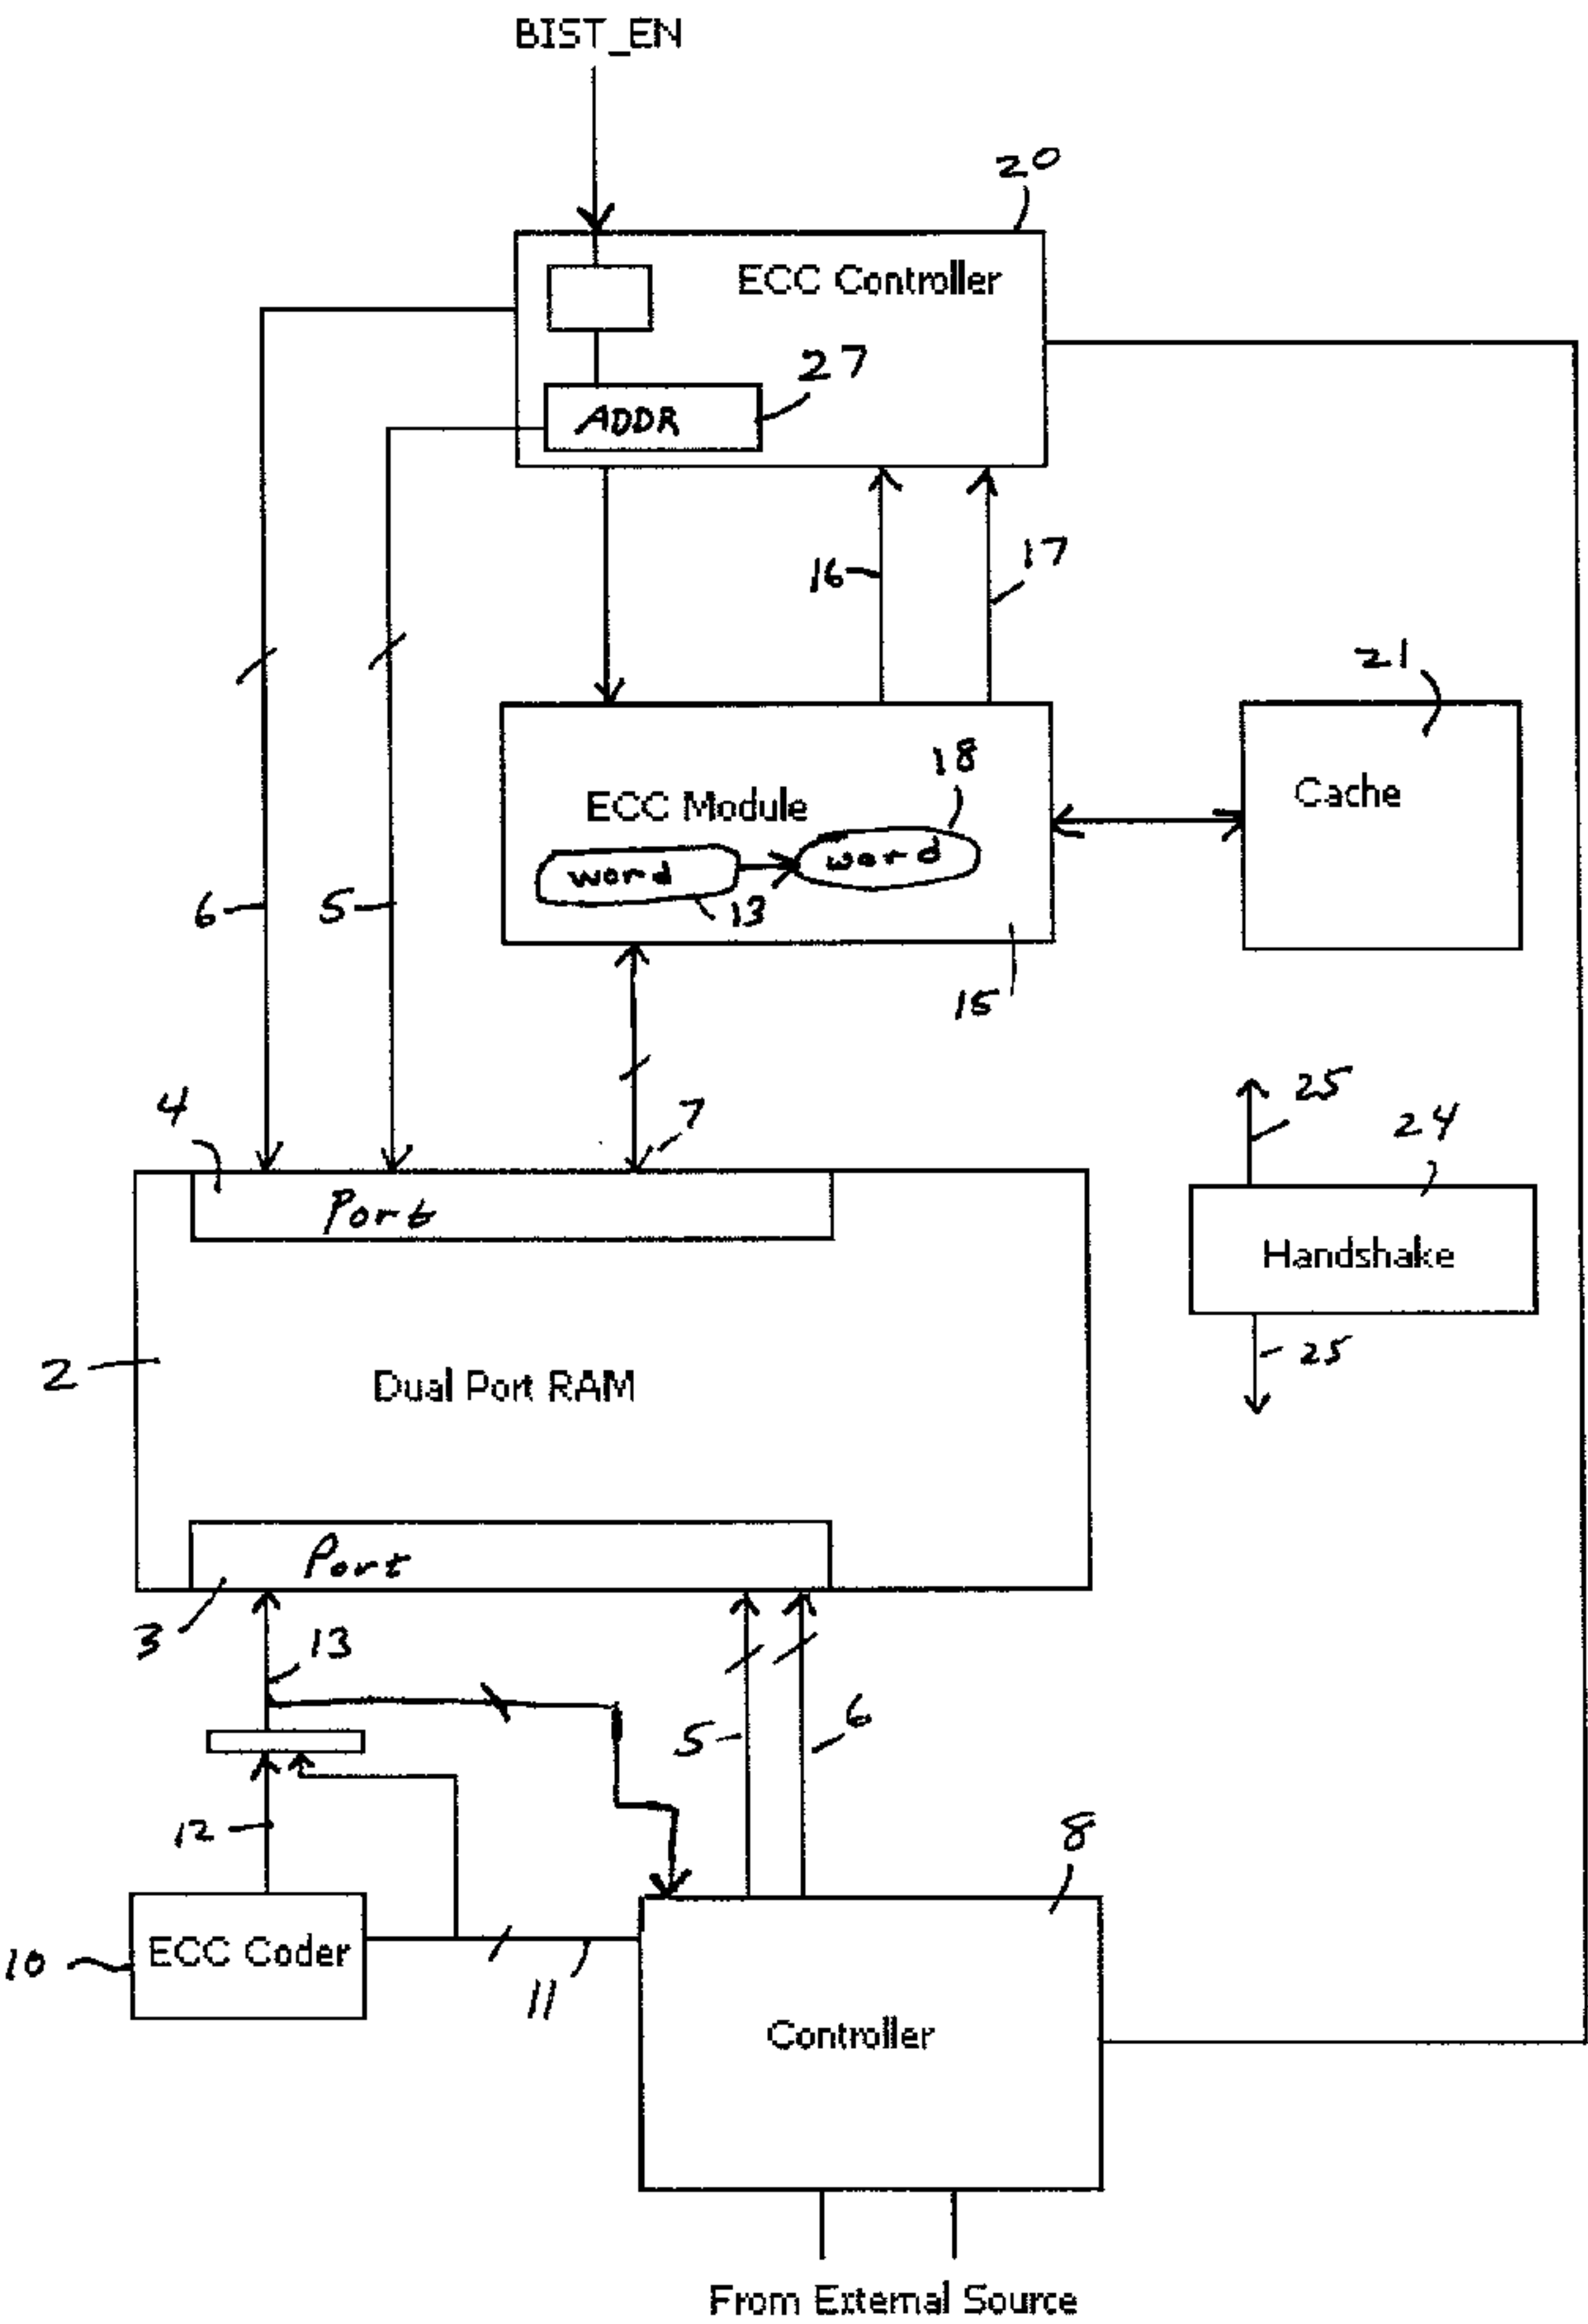 BIST_EN
20
ECC Controller
27
ADDR
16
17
21
18
ECC Module
Cache
word
word
13
6
5
15
4
7
25
24
Port
Handshake
2
25
Dual Port RAM
Port
3
13
5
6
12
8
10
ECC Coder
11
Controller
From External Source